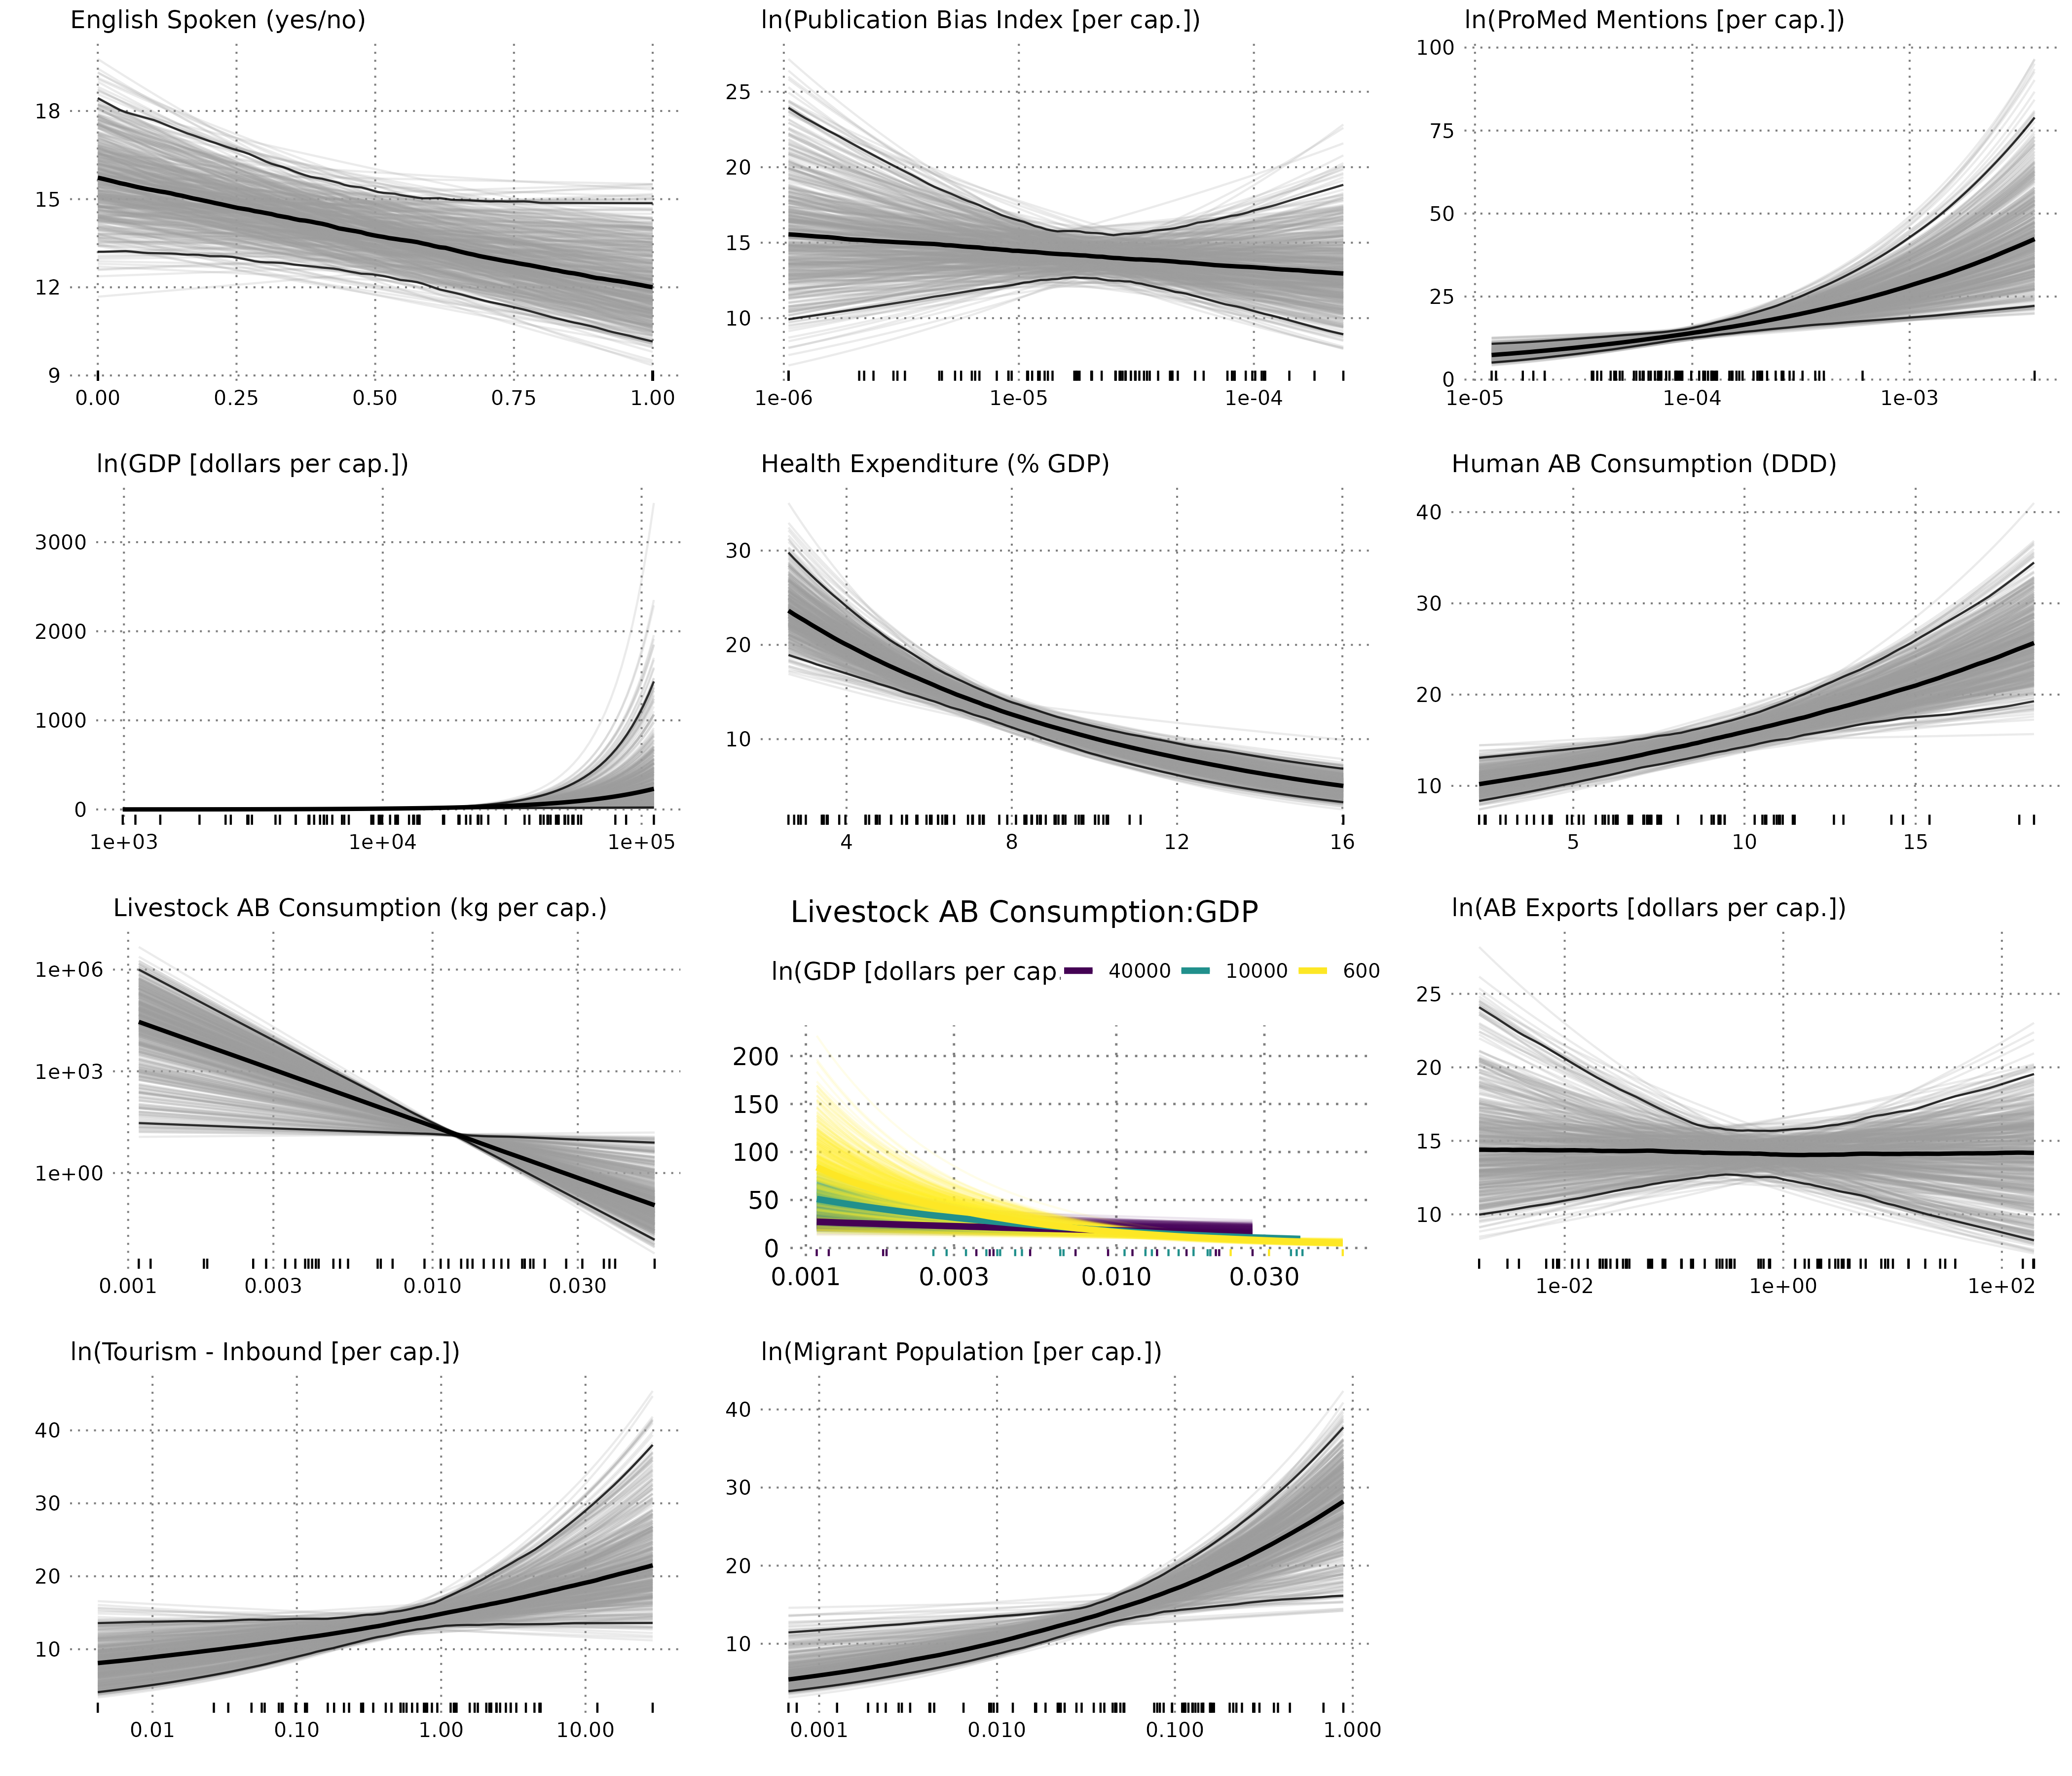 English Spoken (yes/no)
18
15
12
9
0.00 0.25 0.50 0.75 1.00
ln(Publication Bias Index [per cap.])
25
20
15
10
1e-06 1e-05 1e-04
ln(ProMed Mentions [per cap.])
100
75
50
25
0
1e-05 1e-04 1e-03
ln(GDP [dollars per cap.])
3000
2000
1000
0
1e+03 1e+04 1e+05
Health Expenditure (% GDP)
30
20
10
4 8 12 16
Human AB Consumption (DDD)
40
30
20
10
5 10 15
Livestock AB Consumption (kg per cap.)
1e+06
1e+03
1e+00
0.001 0.003 0.010 0.030
Livestock AB Consumption:GDP
ln(GDP [dollars per cap. 40000 10000 600
200
150
100
50
0
0.001 0.003 0.010 0.030
ln(AB Exports [dollars per cap.])
25
20
15
10
1e-02 1e+00 1e+02
ln(Tourism - Inbound [per cap.])
40
30
20
10
0.01 0.10 1.00 10.00
ln(Migrant Population [per cap.])
40
30
20
10
0.001 0.010 0.100 1.000